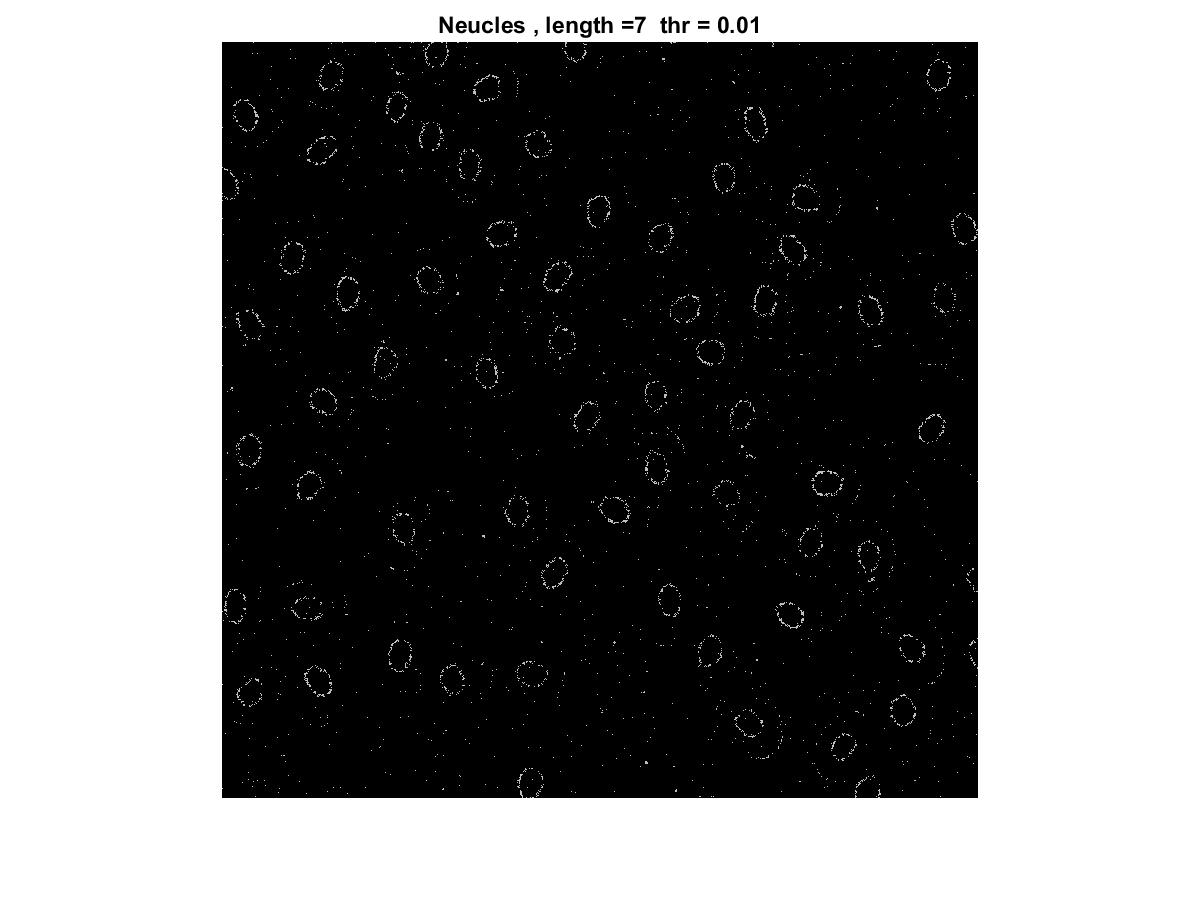 Neucles , length =7  thr = 0.01